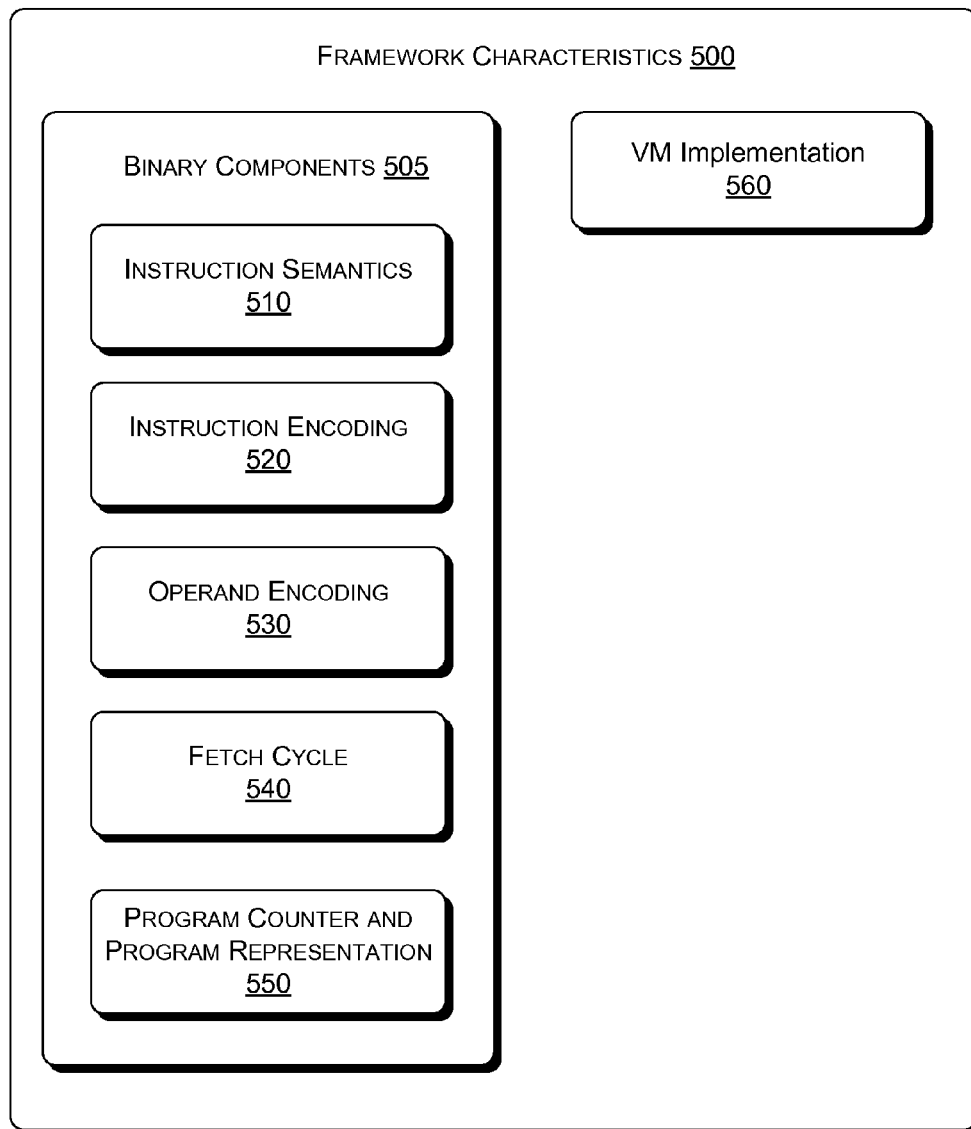 FRAMEWORK CHARACTERISTICS 500
BINARY COMPONENTS 505
INSTRUCTION SEMANTICS
510
INSTRUCTION ENCODING
520
OPERAND ENCODING
530
FETCH CYCLE
540
PROGRAM COUNTER AND
PROGRAM REPRESENTATION
550
VM Implementation
560